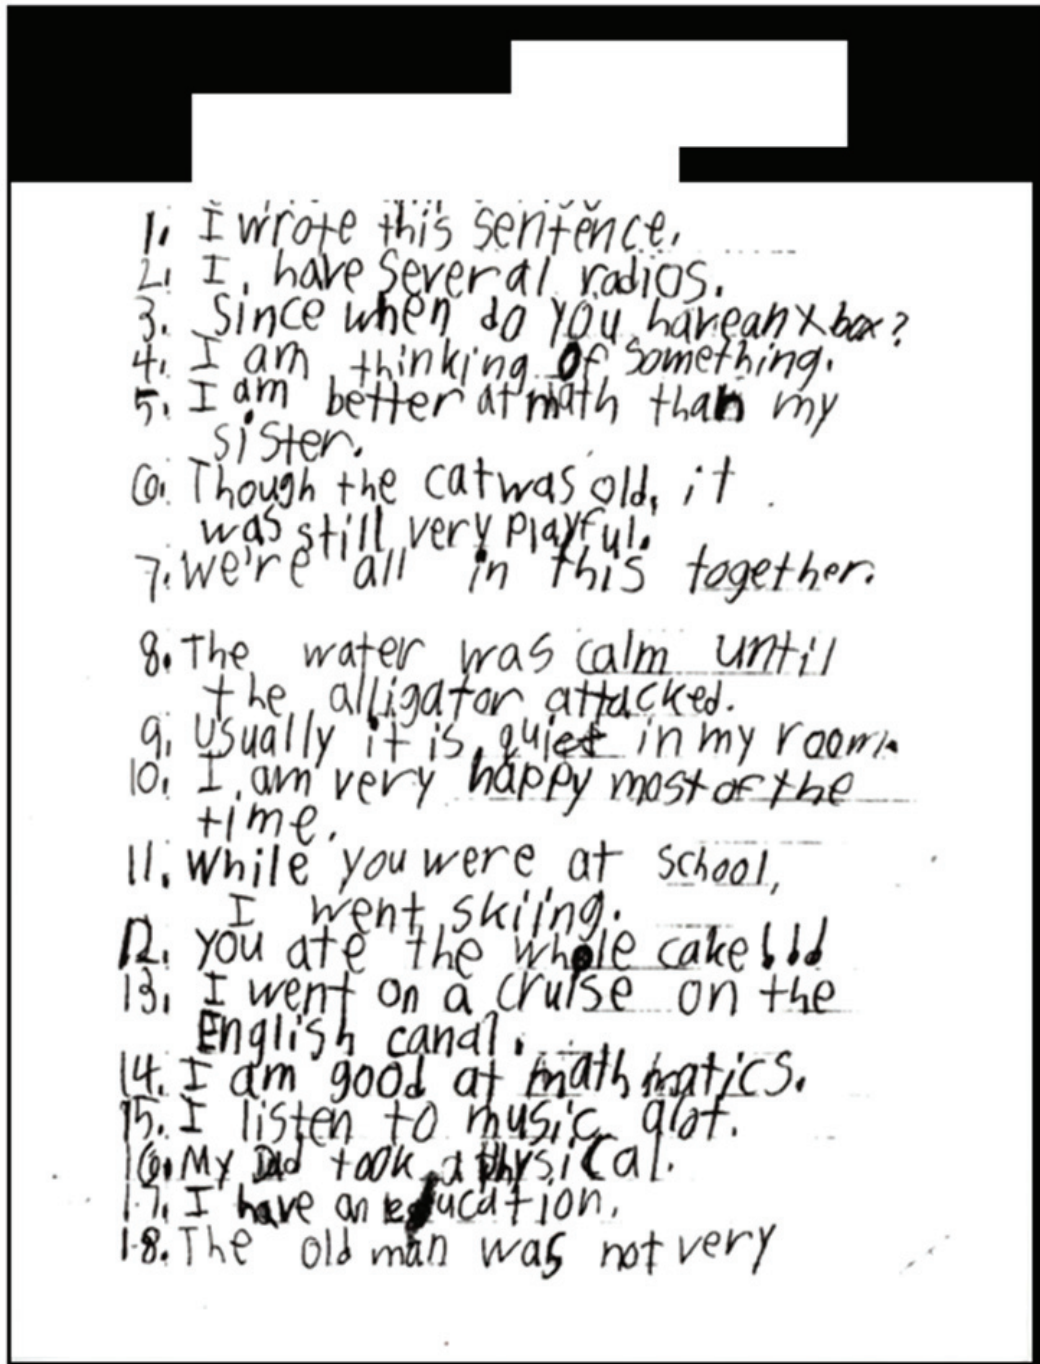 1. I wrote this sentence.
2. I have several radios.
3. Since when do you have an X box?
4. I am thinking of something.
5. I am better at math than my
sister.
6. Though the cat was old, it
was still very playful.
7. We're all in this together.
8. The water was calm until
the alligator attacked.
9. Usually it is quiet in my room.
10. I am very happy most of the
time.
11. While you were at school,
I went skiing.
12. you ate the whole cake!!!
13. I went on a cruise on the
English canal.
14. I am good at mathmatics.
15. I listen to music alot.
16. My Dad took a physical.
17. I have an education.
18. The old man was not very